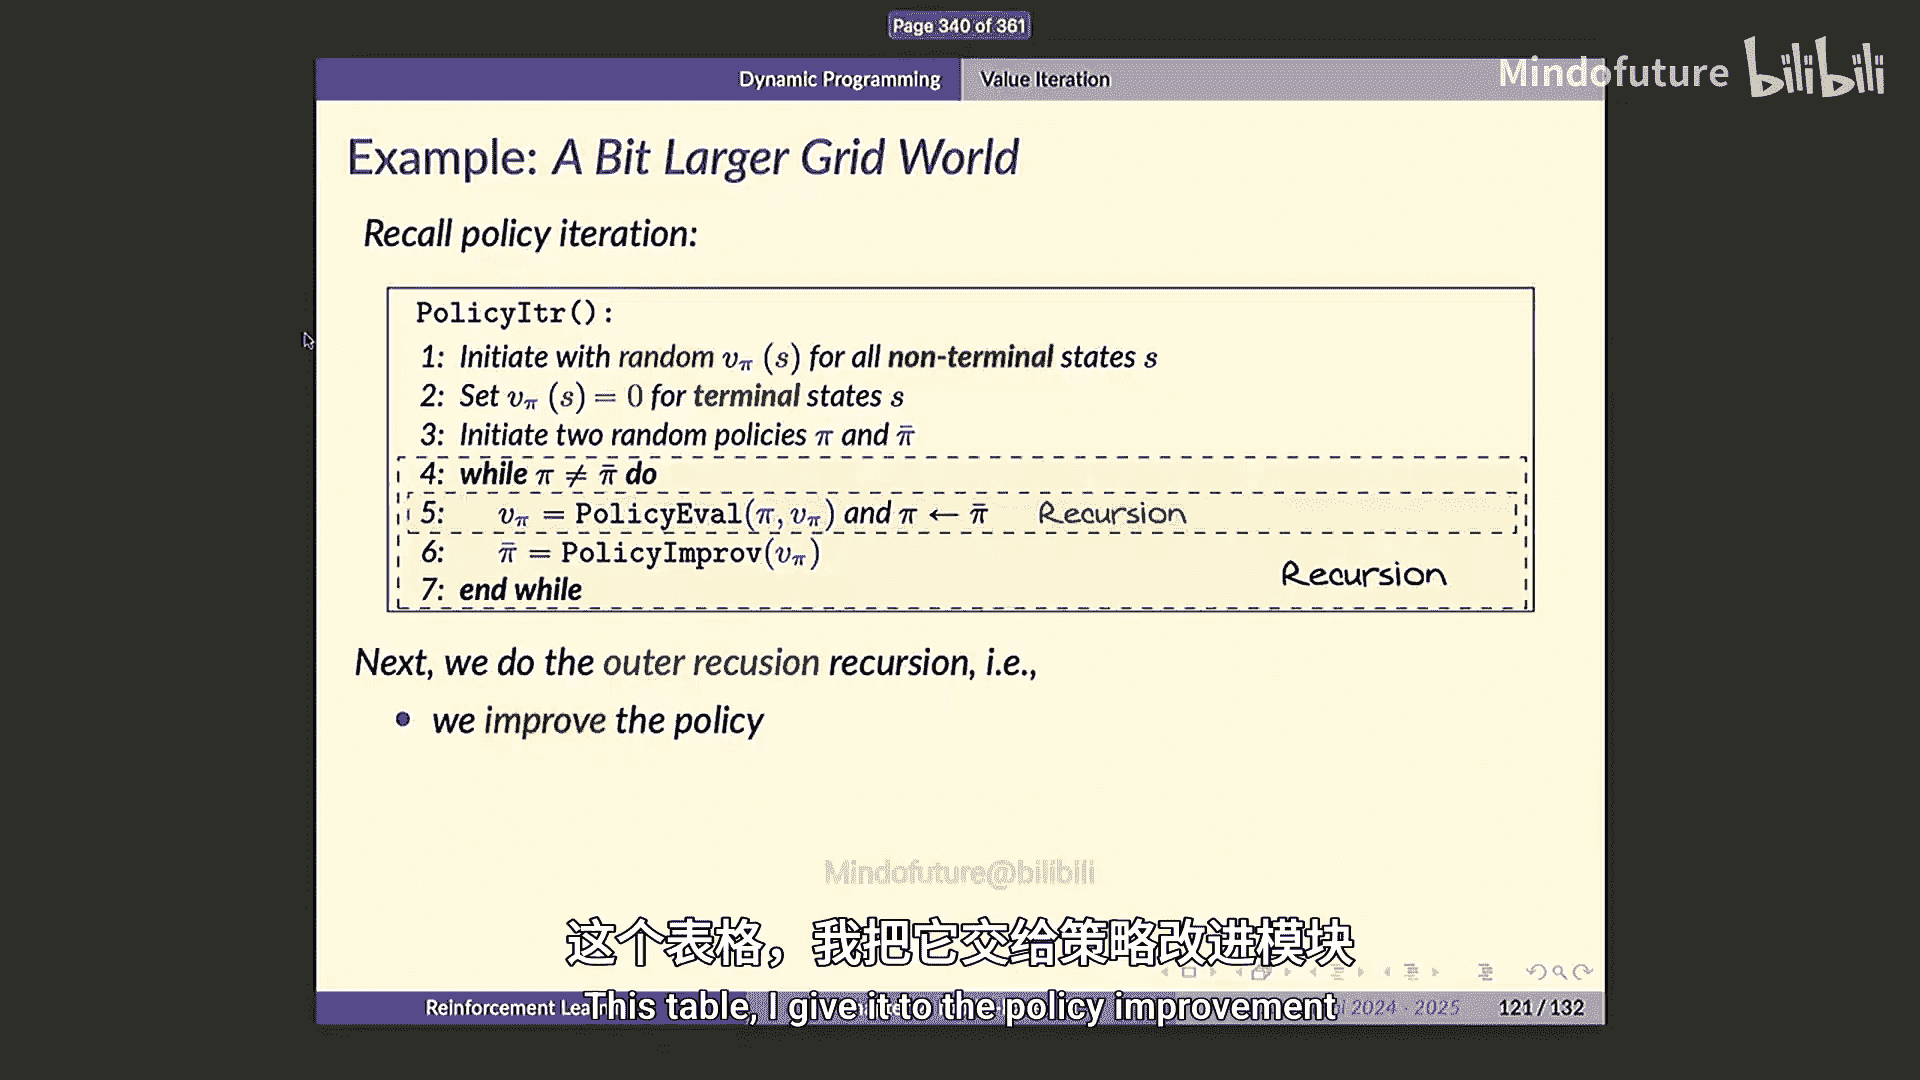 Page 340 of 361
Mindofuture bilibili
Dynamic Programming Value Iteration
Example: A Bit Larger Grid World
Recall policy iteration:
PolicyItr():
1: Initiate with random vπ (s) for all non-terminal states s
2: Set vπ (s) = 0 for terminal states s
3: Initiate two random policies π and π̄
4: while π ≠ π̄ do
5: vπ = PolicyEval(π, vπ) and π ← π̄ Recursion
6: π̄ = PolicyImprov(vπ)
Recursion
7: end while
Next, we do the outer recusion recursion, i.e.,
• we improve the policy
Mindofuture@bilibili
这个表格，我把它交给策略改进模块
This table, I give it to the policy improvement
Reinforcement Lea
2024 - 2025 121 / 132